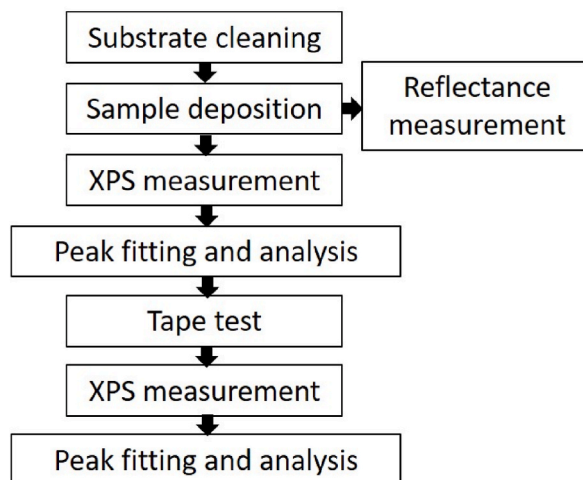 Substrate cleaning
Sample deposition
Reflectance
measurement
XPS measurement
Peak fitting and analysis
Tape test
XPS measurement
Peak fitting and analysis